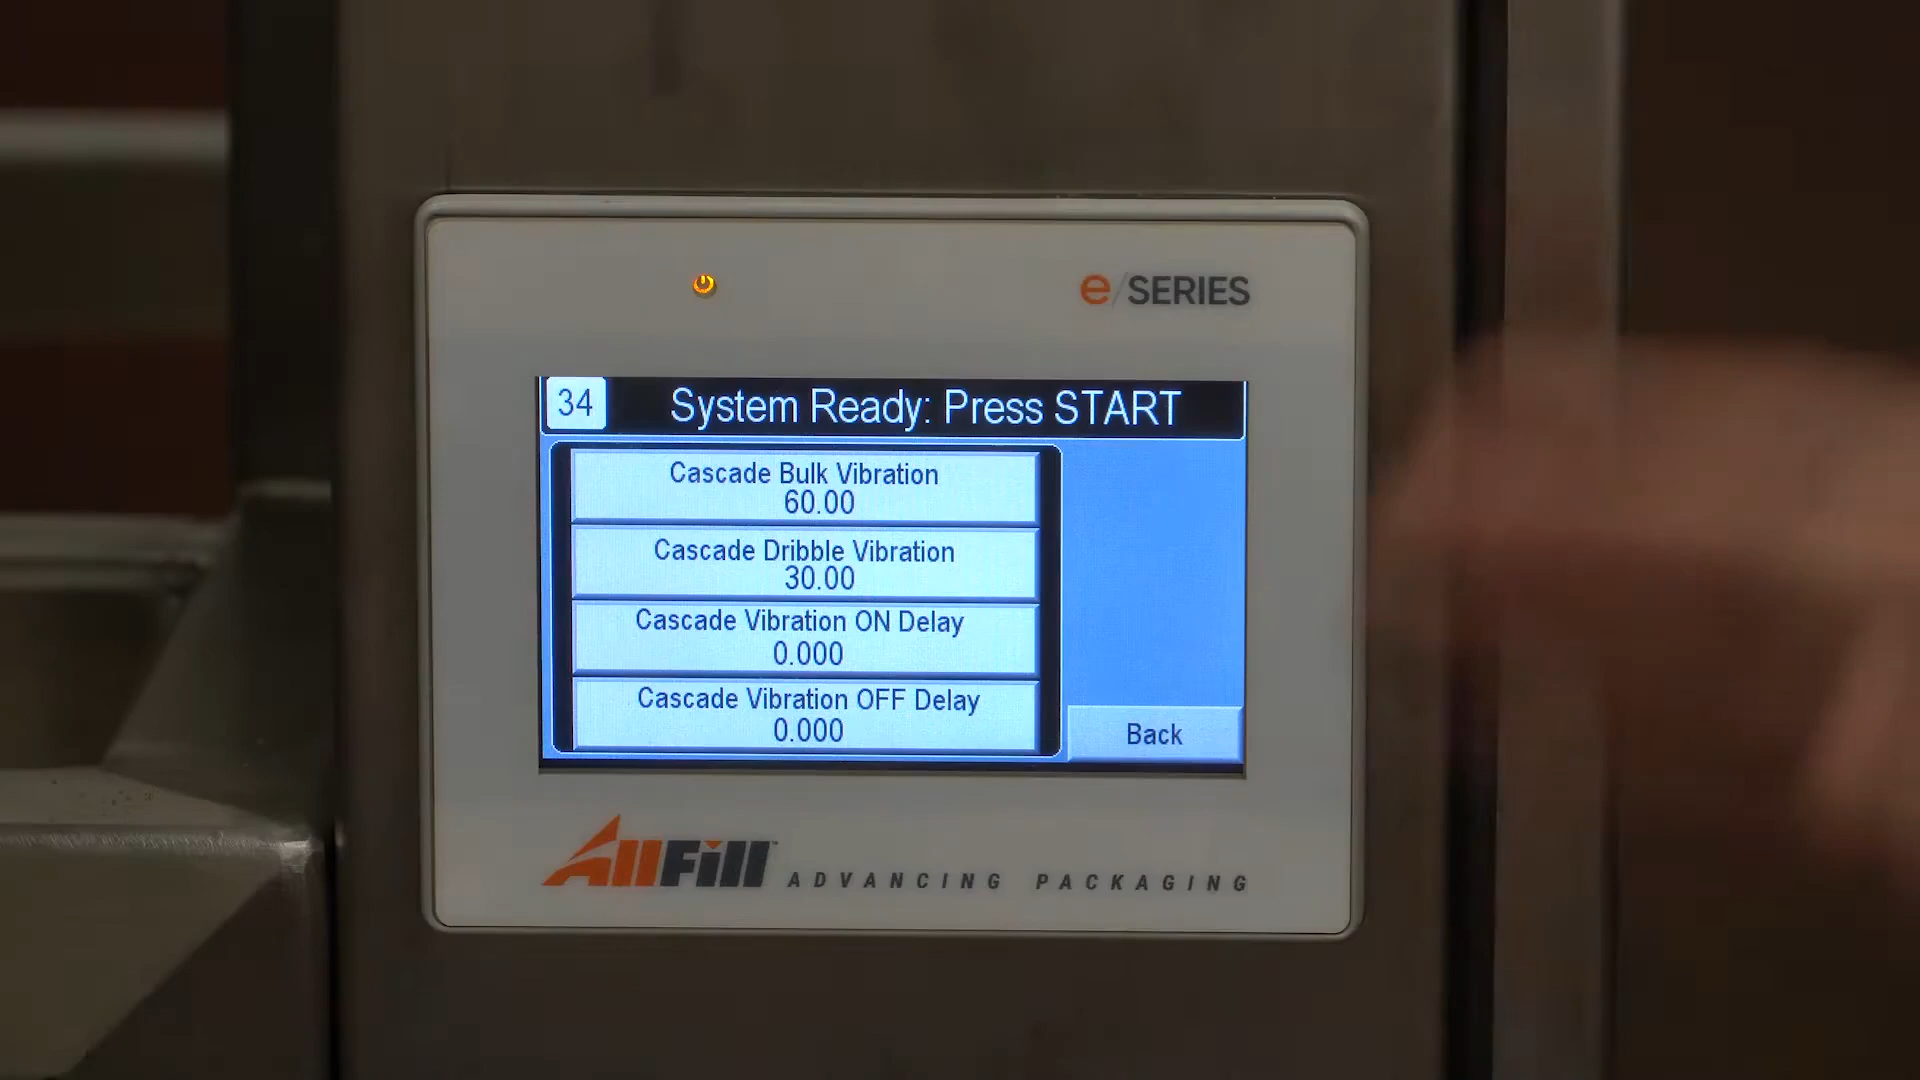 e/SERIES
34 System Ready: Press START
Cascade Bulk Vibration
60.00
Cascade Dribble Vibration
30.00
Cascade Vibration ON Delay
0.000
Cascade Vibration OFF Delay
0.000
Back
AllFill™ ADVANCING PACKAGING